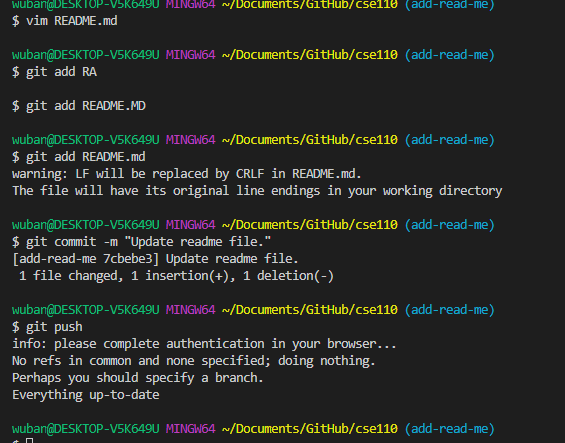 wuban@DESKTOP-V5K649U MINGW64 ~/Documents/GitHub/cse110 (add-read-me)
$ vim README.md
wuban@DESKTOP-V5K649U MINGW64 ~/Documents/GitHub/cse110 (add-read-me)
$ git add RA
$ git add README.MD
wuban@DESKTOP-V5K649U MINGW64 ~/Documents/GitHub/cse110 (add-read-me)
$ git add README.md
warning: LF will be replaced by CRLF in README.md.
The file will have its original line endings in your working directory
wuban@DESKTOP-V5K649U MINGW64 ~/Documents/GitHub/cse110 (add-read-me)
$ git commit -m "Update readme file."
[add-read-me 7cbebe3] Update readme file.
 1 file changed, 1 insertion(+), 1 deletion(-)
wuban@DESKTOP-V5K649U MINGW64 ~/Documents/GitHub/cse110 (add-read-me)
$ git push
info: please complete authentication in your browser...
No refs in common and none specified; doing nothing.
Perhaps you should specify a branch.
Everything up-to-date
wuban@DESKTOP-V5K649U MINGW64 ~/Documents/GitHub/cse110 (add-read-me)
$